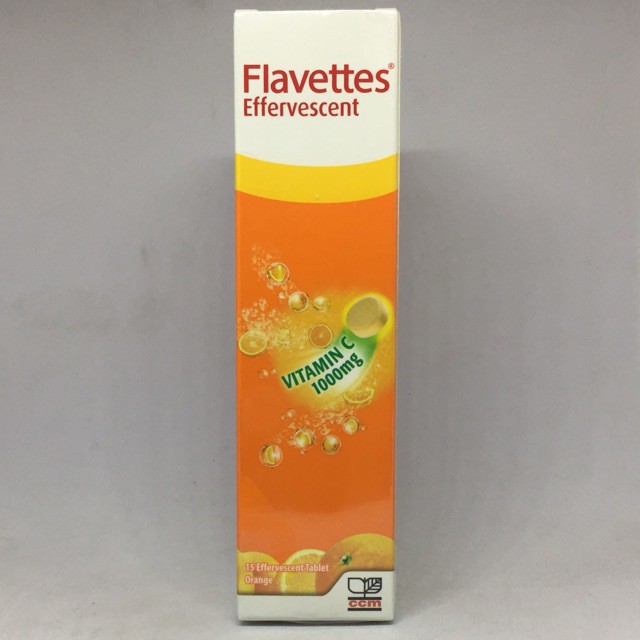 Flavettes®
Effervescent
VITAMIN C
1000mg
15 Effervescent Tablet
Orange
ccm